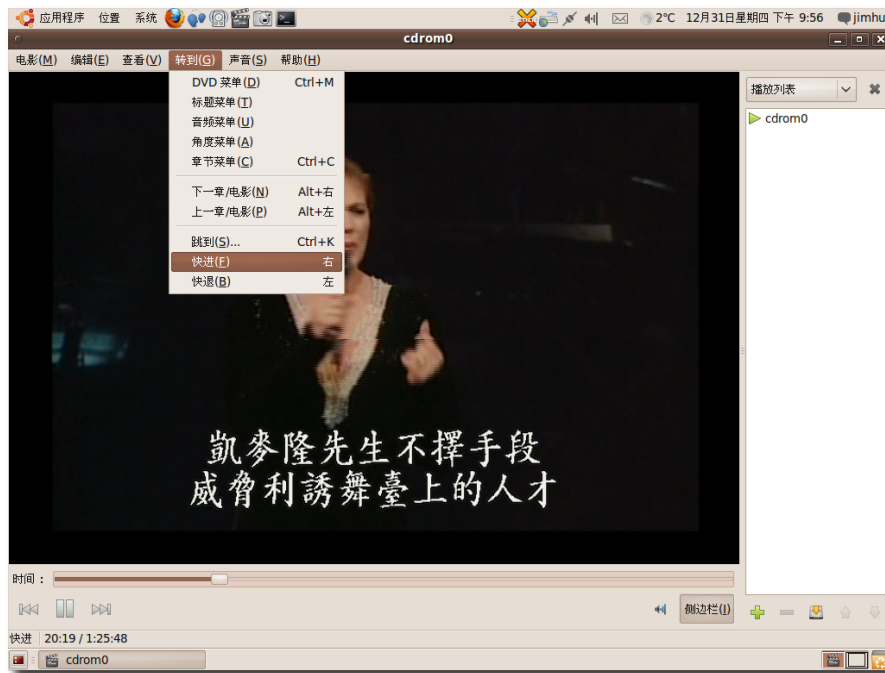 应用程序 位置 系统 2°C 12月31日星期四 下午 9:56 jimhu
cdrom0
电影(M) 编辑(E) 查看(V) 转到(G) 声音(S) 帮助(H)
DVD 菜单(D) Ctrl+M
标题菜单(T)
音频菜单(U)
角度菜单(A)
章节菜单(C) Ctrl+C
下一章/电影(N) Alt+右
上一章/电影(P) Alt+左
跳到(S)... Ctrl+K
快进(F) 右
快退(B) 左
播放列表
cdrom0
凱麥隆先生不擇手段
威脅利誘舞臺上的人才
时间：
侧边栏(I)
快进 20:19 / 1:25:48
cdrom0